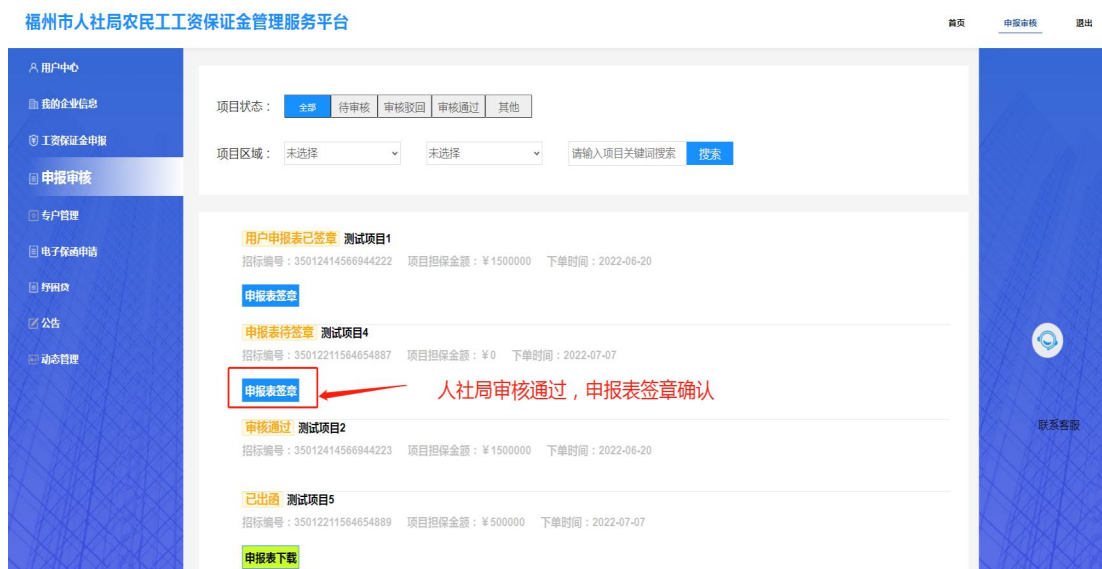 福州市人社局农民工工资保证金管理服务平台
首页 申报审核 退出
用户中心
我的企业信息
工资保证金申报
申报审核
专户管理
电子保函申请
纾困贷
公告
动态管理
项目状态： 全部 待审核 审核驳回 审核通过 其他
项目区域： 未选择 未选择 请输入项目关键词搜索 搜索
用户申报表已签章 测试项目1
招标编号：35012414566944222 项目担保金额：¥1500000 下单时间：2022-06-20
申报表签章
申报表待签章 测试项目4
招标编号：35012211564654887 项目担保金额：¥0 下单时间：2022-07-07
申报表签章
人社局审核通过，申报表签章确认
审核通过 测试项目2
招标编号：35012414566944223 项目担保金额：¥1500000 下单时间：2022-06-20
已出函 测试项目5
招标编号：35012211564654889 项目担保金额：¥500000 下单时间：2022-07-07
申报表下载
联系客服